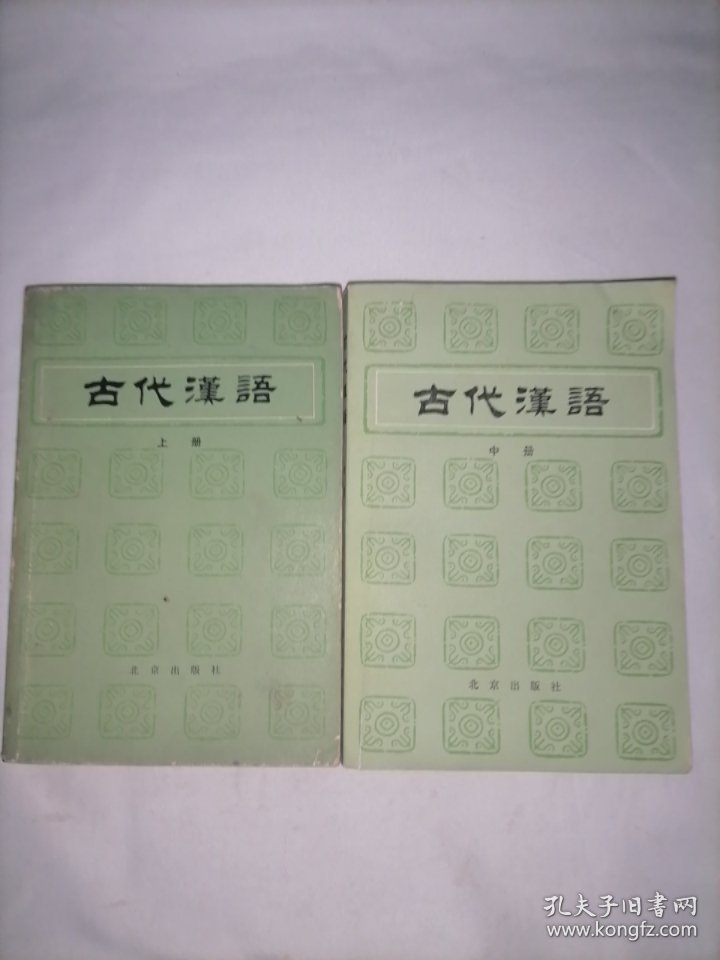 古代漢語
上册
北京出版社
古代漢語
中册
北京出版社
孔夫子旧书网
www.kongfz.com